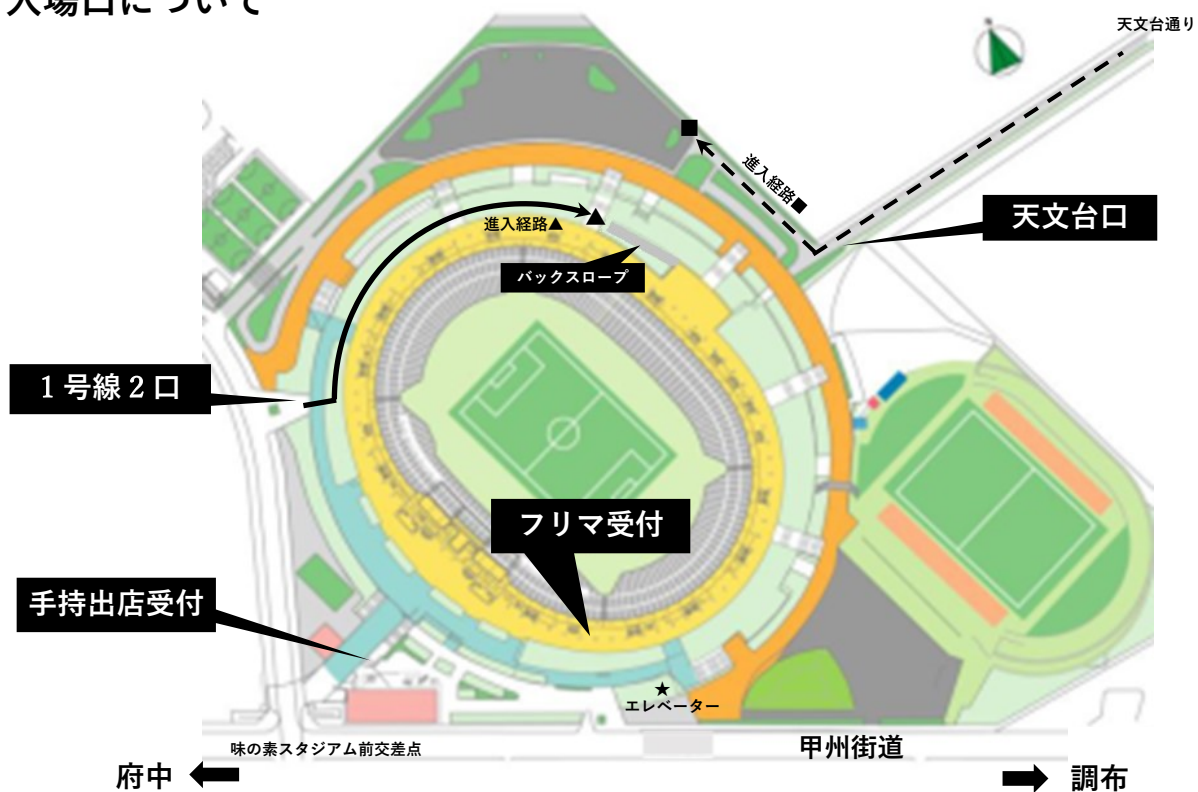 入場口について
天文台通り
進入経路■
天文台口
進入経路▲
バックスロープ
1号線2口
フリマ受付
手持出店受付
★
エレベーター
味の素スタジアム前交差点
甲州街道
府中
調布